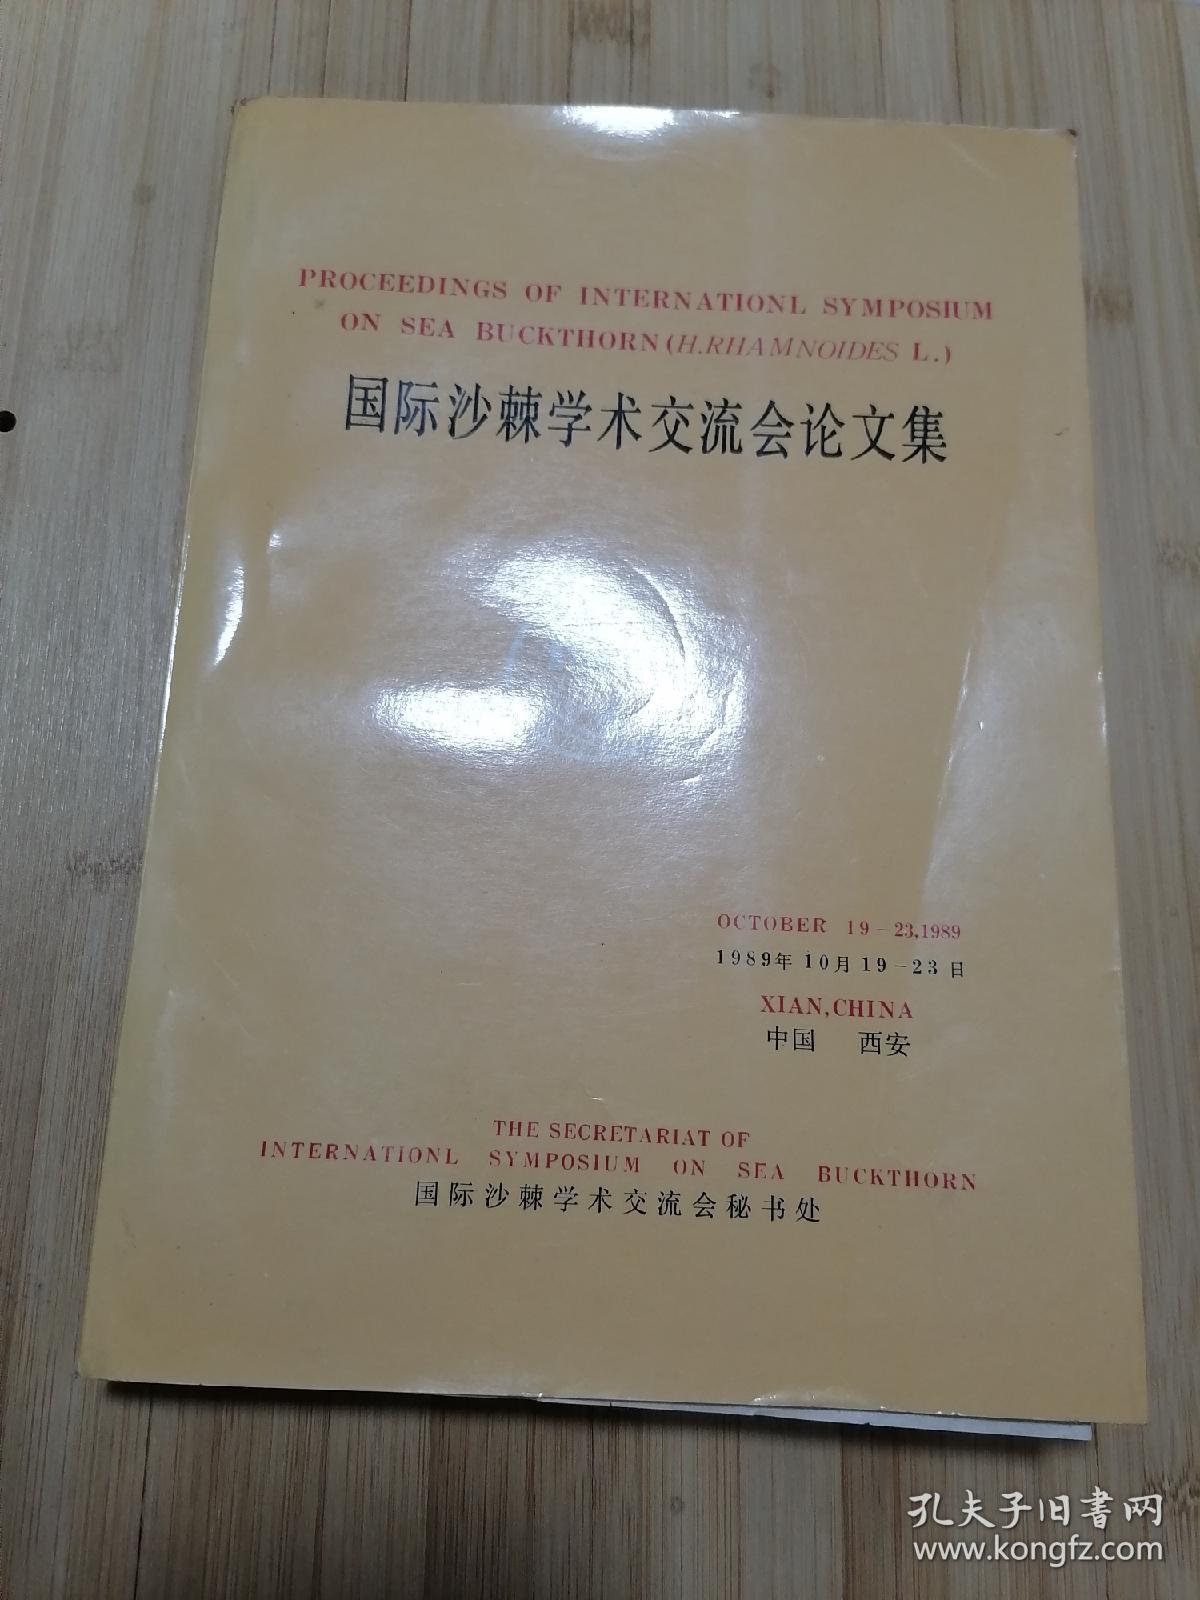 PROCEEDINGS OF INTERNATIONL SYMPOSIUM
ON SEA BUCKTHORN (H.RHAMNOIDES L.)
国际沙棘学术交流会论文集
OCTOBER 19-23,1989
1989年10月19-23日
XIAN,CHINA
中国 西安
THE SECRETARIAT OF
INTERNATIONL SYMPOSIUM ON SEA BUCKTHORN
国际沙棘学术交流会秘书处
孔夫子旧书网
www.kongfz.com